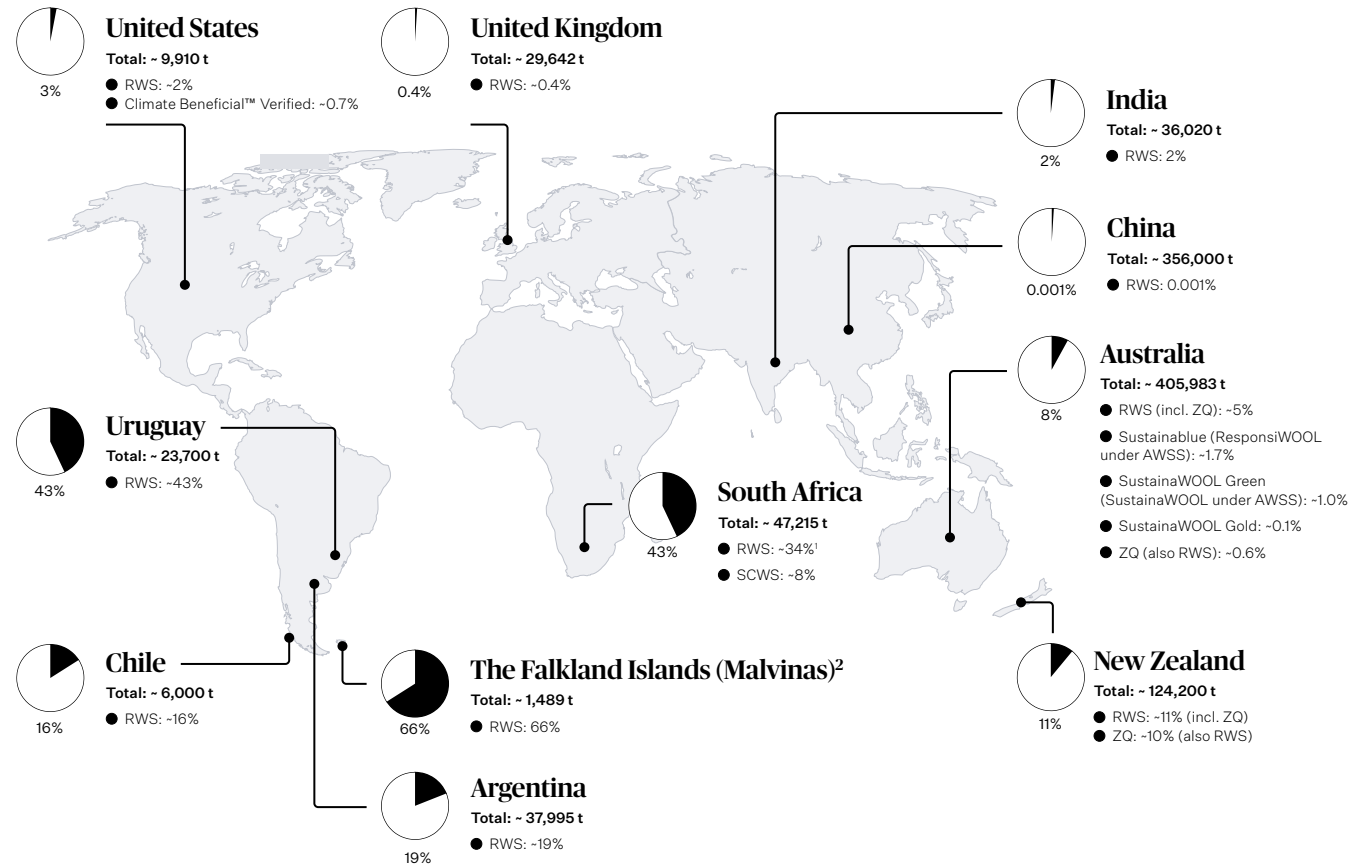 United States
Total: ~ 9,910 t
RWS: ~2%
Climate Beneficial™ Verified: ~0.7%
3%
United Kingdom
Total: ~ 29,642 t
RWS: ~0.4%
0.4%
India
Total: ~ 36,020 t
RWS: 2%
2%
China
Total: ~ 356,000 t
RWS: 0.001%
0.001%
Australia
Total: ~ 405,983 t
RWS (incl. ZQ): ~5%
Sustainablue (ResponsiWOOL
under AWSS): ~1.7%
SustainaWOOL Green
(SustainaWOOL under AWSS): ~1.0%
SustainaWOOL Gold: ~0.1%
ZQ (also RWS): ~0.6%
8%
Uruguay
Total: ~ 23,700 t
RWS: ~43%
43%
South Africa
Total: ~ 47,215 t
RWS: ~34%¹
SCWS: ~8%
43%
Chile
Total: ~ 6,000 t
RWS: ~16%
16%
The Falkland Islands (Malvinas)²
Total: ~ 1,489 t
RWS: 66%
66%
New Zealand
Total: ~ 124,200 t
RWS: ~11% (incl. ZQ)
ZQ: ~10% (also RWS)
11%
Argentina
Total: ~ 37,995 t
RWS: ~19%
19%